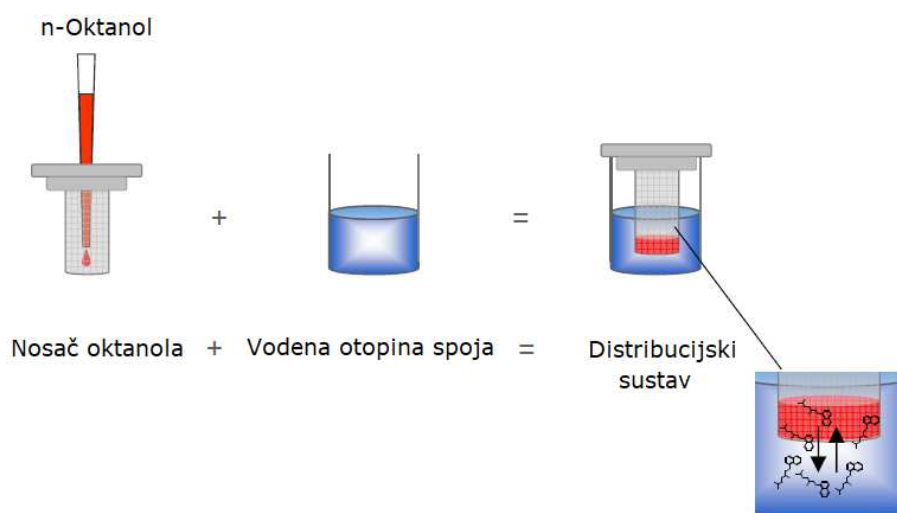 n-Oktanol
+
=
Nosač oktanola + Vodena otopina spoja = Distribucijski
sustav